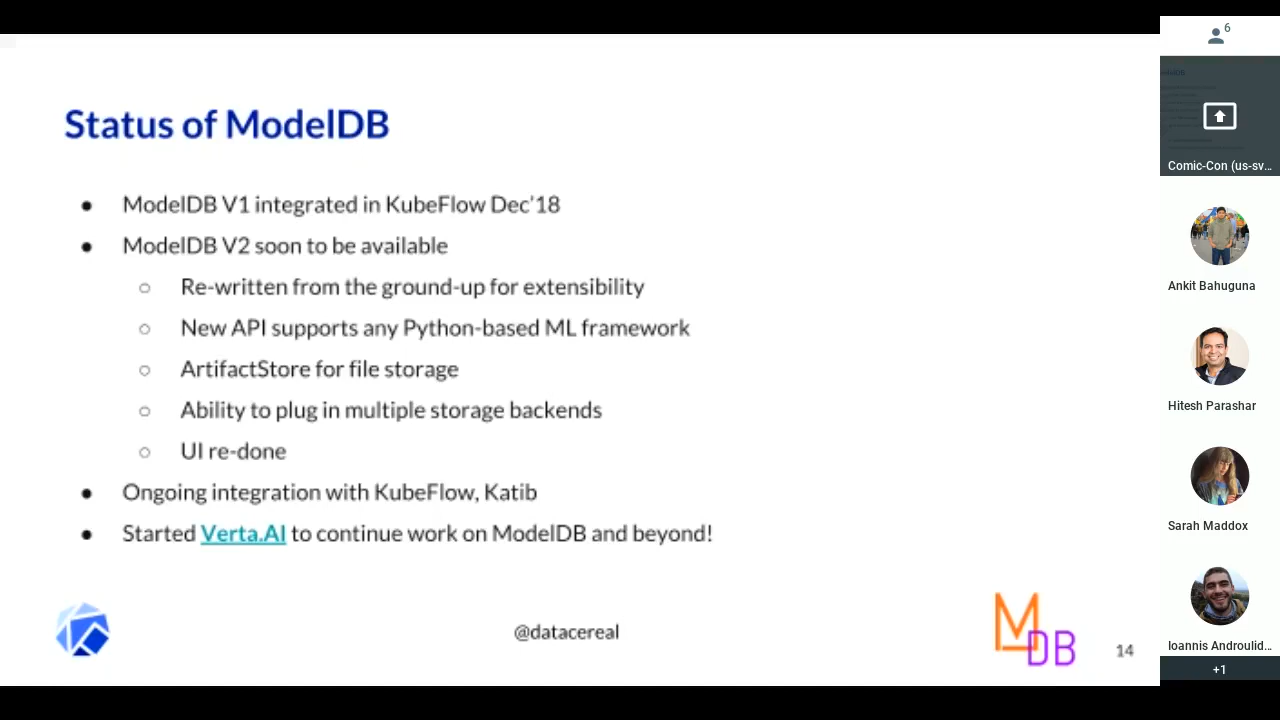 Status of ModelDB
● ModelDB V1 integrated in KubeFlow Dec'18
● ModelDB V2 soon to be available
○ Re-written from the ground-up for extensibility
○ New API supports any Python-based ML framework
○ ArtifactStore for file storage
○ Ability to plug in multiple storage backends
○ UI re-done
● Ongoing integration with KubeFlow, Katib
● Started Verta.AI to continue work on ModelDB and beyond!
@datacereal
M
DB
14
6
Comic-Con (us-sv...
Ankit Bahuguna
Hitesh Parashar
Sarah Maddox
Ioannis Androulid...
+1